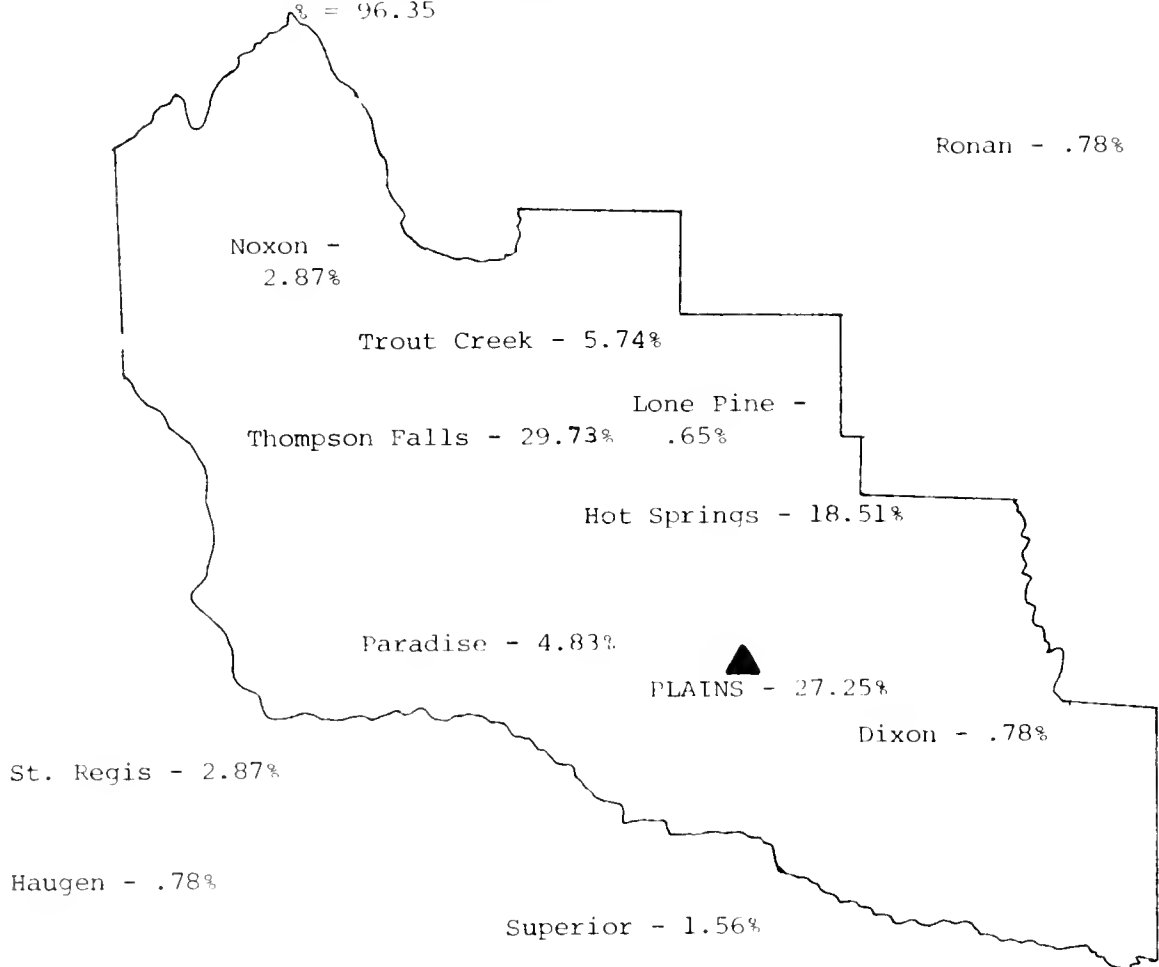 % = 96.35
Ronan - .78%
Noxon -
2.87%
Trout Creek - 5.74%
Lone Pine -
.65%
Thompson Falls - 29.73%
Hot Springs - 18.51%
Paradise - 4.83%
PLAINS - 27.25%
Dixon - .78%
St. Regis - 2.87%
Haugen - .78%
Superior - 1.56%